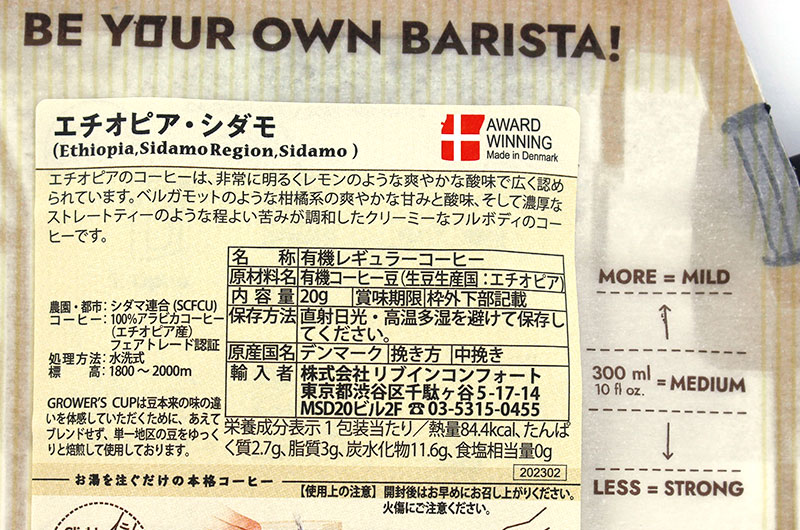 BE YOUR OWN BARISTA!
エチオピア・シダモ
(Ethiopia,SidamoRegion,Sidamo )
AWARD
WINNING
Made in Denmark
エチオピアのコーヒーは、非常に明るくレモンのような爽やかな酸味で広く認め
られています。ベルガモットのような柑橘系の爽やかな甘みと酸味、そして濃厚な
ストレートティーのような程よい苦みが調和したクリーミーなフルボディのコー
ヒーです。
農園・都市：シダマ連合 (SCFCU)
コーヒー：100%アラビカコーヒー
(エチオピア産)
フェアトレード認証
処理方法：水洗式
標　　高：1800 ～ 2000m
GROWER'S CUPは豆本来の味の違
いを体感していただくために、あえて
ブレンドせず、単一地区の豆をゆっく
りと焙煎して使用しております。
名　　称 有機レギュラーコーヒー
原材料名 有機コーヒー豆(生豆生産国：エチオピア)
内 容 量 20g 賞味期限 枠外下部記載
保存方法 直射日光・高温多湿を避けて保存し
てください。
原産国名 デンマーク 挽き方 中挽き
輸 入 者 株式会社リブインコンフォート
東京都渋谷区千駄ヶ谷5-17-14
MSD20ビル2F ☎03-5315-0455
栄養成分表示１包装当たり／熱量84.4kcal、たんぱ
く質2.7g、脂質3g、炭水化物11.6g、食塩相当量0g
202302
お湯を注ぐだけの本格コーヒー
【使用上の注意】 開封後はお早めにお召し上がりください。
火傷にご注意ください。
MORE = MILD
300 ml
10 fl oz.
= MEDIUM
LESS = STRONG